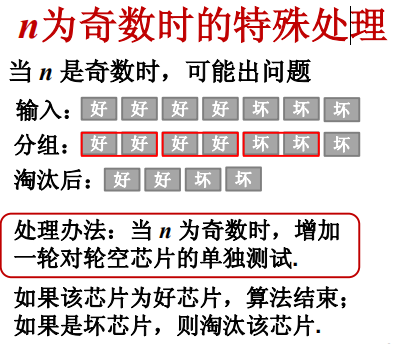 n为奇数时的特殊处理
当 n 是奇数时，可能出问题
输入：好 好 好 好 坏 坏 坏
分组：好 好 好 好 坏 坏 坏
淘汰后：好 好 坏 坏
处理办法：当 n 为奇数时，增加
一轮对轮空芯片的单独测试.
如果该芯片为好芯片，算法结束；
如果是坏芯片，则淘汰该芯片.